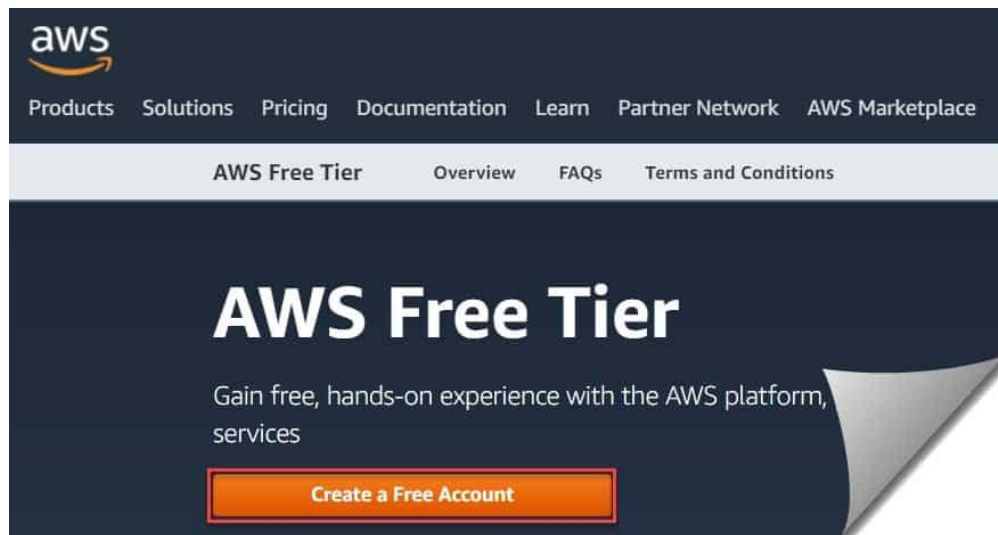 aws
Products Solutions Pricing Documentation Learn Partner Network AWS Marketplace
AWS Free Tier Overview FAQs Terms and Conditions
AWS Free Tier
Gain free, hands-on experience with the AWS platform,
services
Create a Free Account